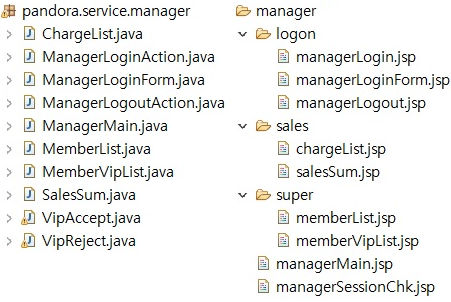 pandora.service.manager
ChargeList.java
ManagerLoginAction.java
ManagerLoginForm.java
ManagerLogoutAction.java
ManagerMain.java
MemberList.java
MemberVipList.java
SalesSum.java
VipAccept.java
VipReject.java
manager
logon
managerLogin.jsp
managerLoginForm.jsp
managerLogout.jsp
sales
chargeList.jsp
salesSum.jsp
super
memberList.jsp
memberVipList.jsp
managerMain.jsp
managerSessionChk.jsp